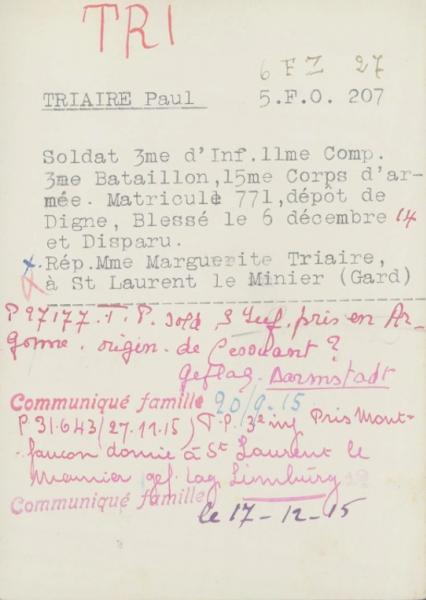 TRI
6 FZ 27
TRIAIRE Paul 5.F.O. 207
Soldat 3me d'Inf.11me Comp.
3me Bataillon,15me Corps d'ar-
mée. Matricule 771,dépôt de
Digne, Blessé le 6 décembre 14
et Disparu.
x.Rép.Mme Marguerite Triaire,
à St Laurent le Minier (Gard)
P 97177. T. P. sold 3 Inf. pris en Ar-
gonne. origin. de ?
Geflag. Darmstadt
Communiqué famille 20/9.15
P.31.643/27.11.15) T.P. 3e inf Pris Mont-
faucon domic à St Laurent le
Meunier gef. lag Limburg
Communiqué famille
le 17-12-15